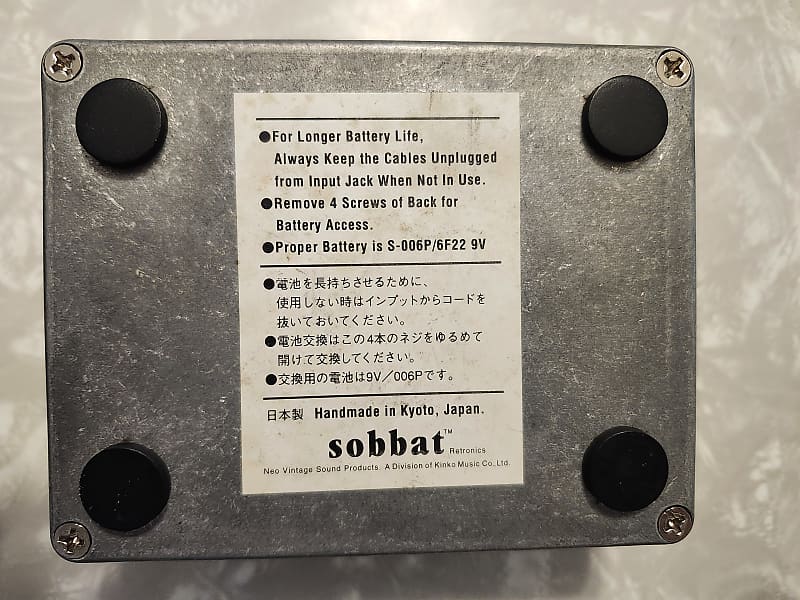 ●For Longer Battery Life,
Always Keep the Cables Unplugged
from Input Jack When Not In Use.
●Remove 4 Screws of Back for
Battery Access.
●Proper Battery is S-006P/6F22 9V
●電池を長持ちさせるために、
使用しない時はインプットからコードを
抜いておいてください。
●電池交換はこの4本のネジをゆるめて
開けて交換してください。
●交換用の電池は9V／006Pです。
日本製 Handmade in Kyoto, Japan.
sobbat™ Retronics
Neo Vintage Sound Products. A Division of Kinko Music Co,.Ltd.